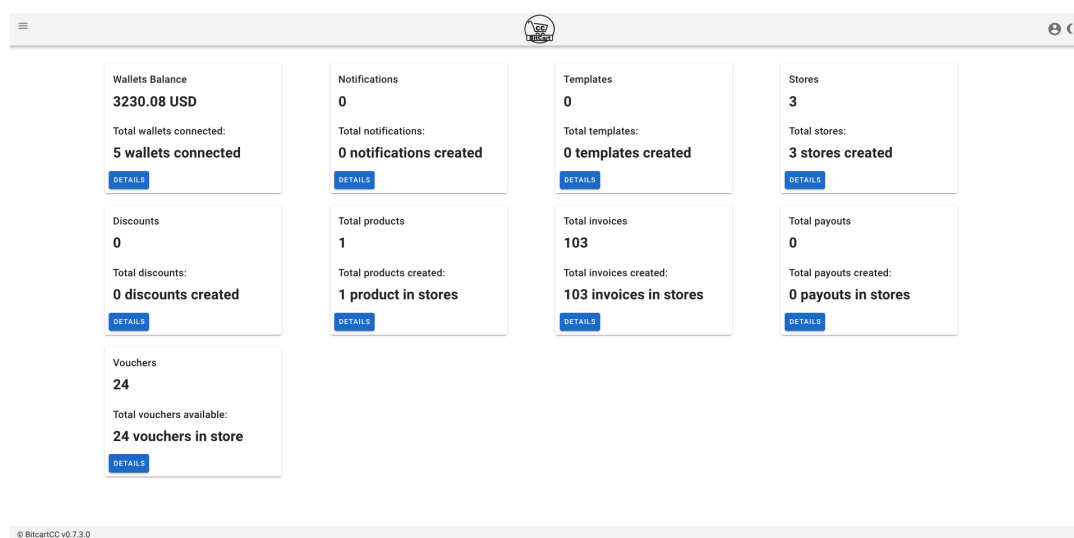 CC
BitCart
Wallets Balance
3230.08 USD
Total wallets connected:
5 wallets connected
DETAILS
Notifications
0
Total notifications:
0 notifications created
DETAILS
Templates
0
Total templates:
0 templates created
DETAILS
Stores
3
Total stores:
3 stores created
DETAILS
Discounts
0
Total discounts:
0 discounts created
DETAILS
Total products
1
Total products created:
1 product in stores
DETAILS
Total invoices
103
Total invoices created:
103 invoices in stores
DETAILS
Total payouts
0
Total payouts created:
0 payouts in stores
DETAILS
Vouchers
24
Total vouchers available:
24 vouchers in store
DETAILS
© BitcartCC v0.7.3.0